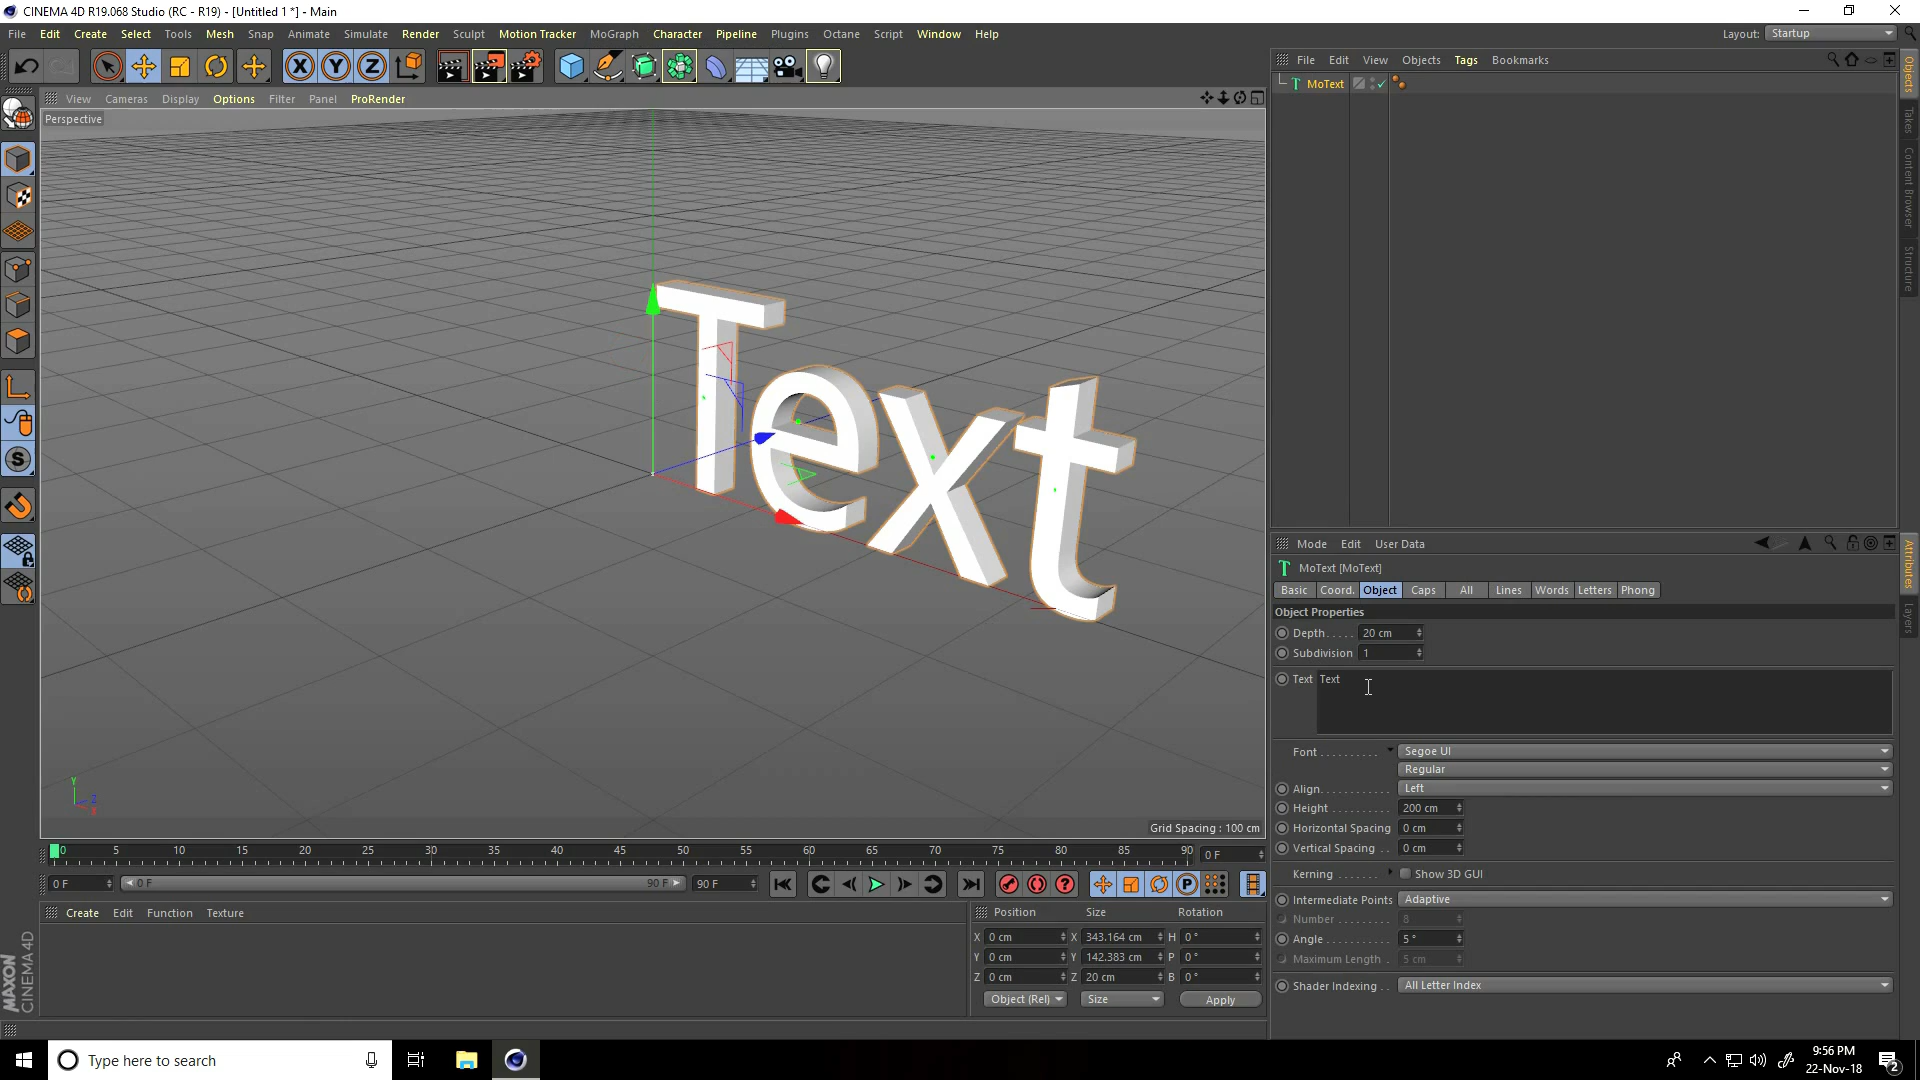 CINEMA 4D R19.068 Studio (RC - R19) - [Untitled 1 *] - Main
File Edit Create Select Tools Mesh Snap Animate Simulate Render Sculpt Motion Tracker MoGraph Character Pipeline Plugins Octane Script Window Help
Layout: Startup
X Y Z
View Cameras Display Options Filter Panel ProRender
Perspective
Text
Y
Z
X
Grid Spacing : 100 cm
0 5 10 15 20 25 30 35 40 45 50 55 60 65 70 75 80 85 90 0 F
0 F 0 F 90 F 90 F
Create Edit Function Texture
Position Size Rotation
X 0 cm X 343.164 cm H 0 °
Y 0 cm Y 142.383 cm P 0 °
Z 0 cm Z 20 cm B 0 °
Object (Rel) Size Apply
MAXON
CINEMA 4D
File Edit View Objects Tags Bookmarks
MoText
Objects
Takes
Content Browser
Structure
Mode Edit User Data
MoText [MoText]
Basic Coord. Object Caps All Lines Words Letters Phong
Object Properties
Depth..... 20 cm
Subdivision 1
Text Text
Font.......... Segoe UI
Regular
Align............ Left
Height .......... 200 cm
Horizontal Spacing 0 cm
Vertical Spacing .. 0 cm
Kerning ....... Show 3D GUI
Intermediate Points Adaptive
Number .......... 8
Angle............ 5 °
Maximum Length . 5 cm
Shader Indexing . . All Letter Index
Attributes
Layers
Type here to search
9:56 PM
22-Nov-18
2